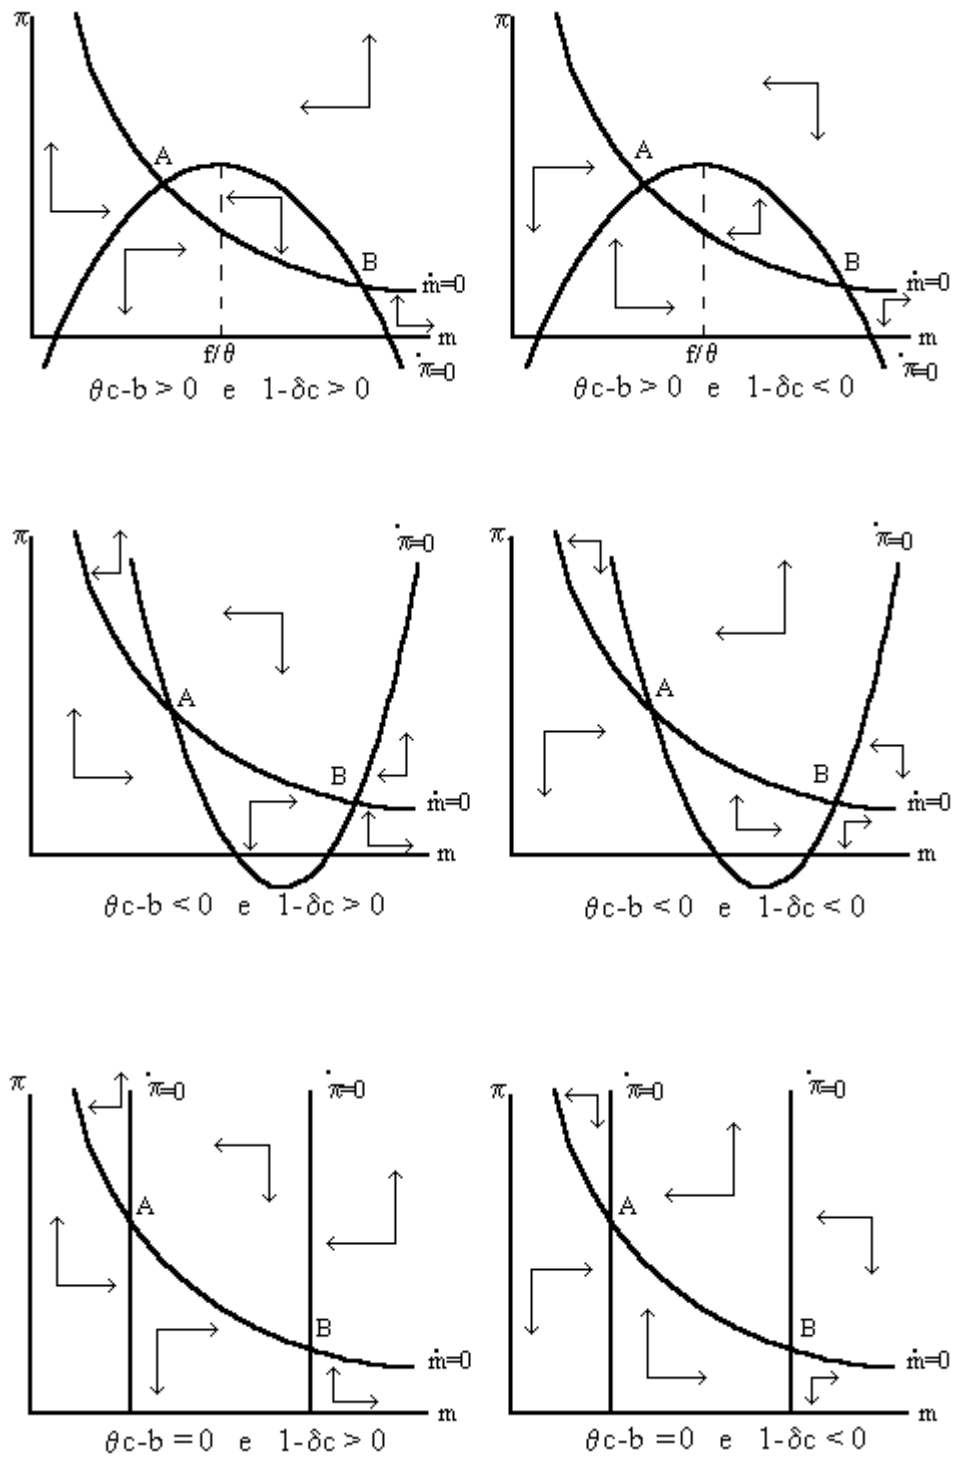 π π
A A
B B
ṁ=0 ṁ=0
m m
f/θ f/θ
π̇=0 π̇=0
θc-b > 0 e 1-δc > 0 θc-b > 0 e 1-δc < 0
π π̇=0 π π̇=0
A A
B B
ṁ=0 ṁ=0
m m
θc-b < 0 e 1-δc > 0 θc-b < 0 e 1-δc < 0
π π̇=0 π̇=0 π π̇=0 π̇=0
A A
B B
ṁ=0 ṁ=0
m m
θc-b =0 e 1-δc > 0 θc-b =0 e 1-δc < 0